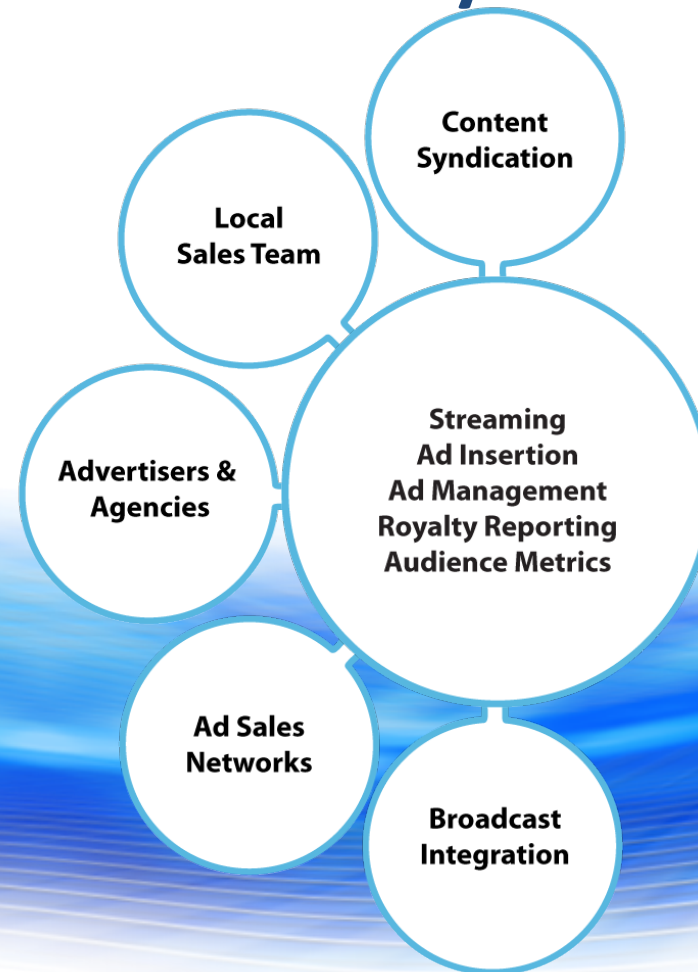 Content
Syndication
Local
Sales Team
Streaming
Ad Insertion
Ad Management
Royalty Reporting
Audience Metrics
Advertisers &
Agencies
Ad Sales
Networks
Broadcast
Integration